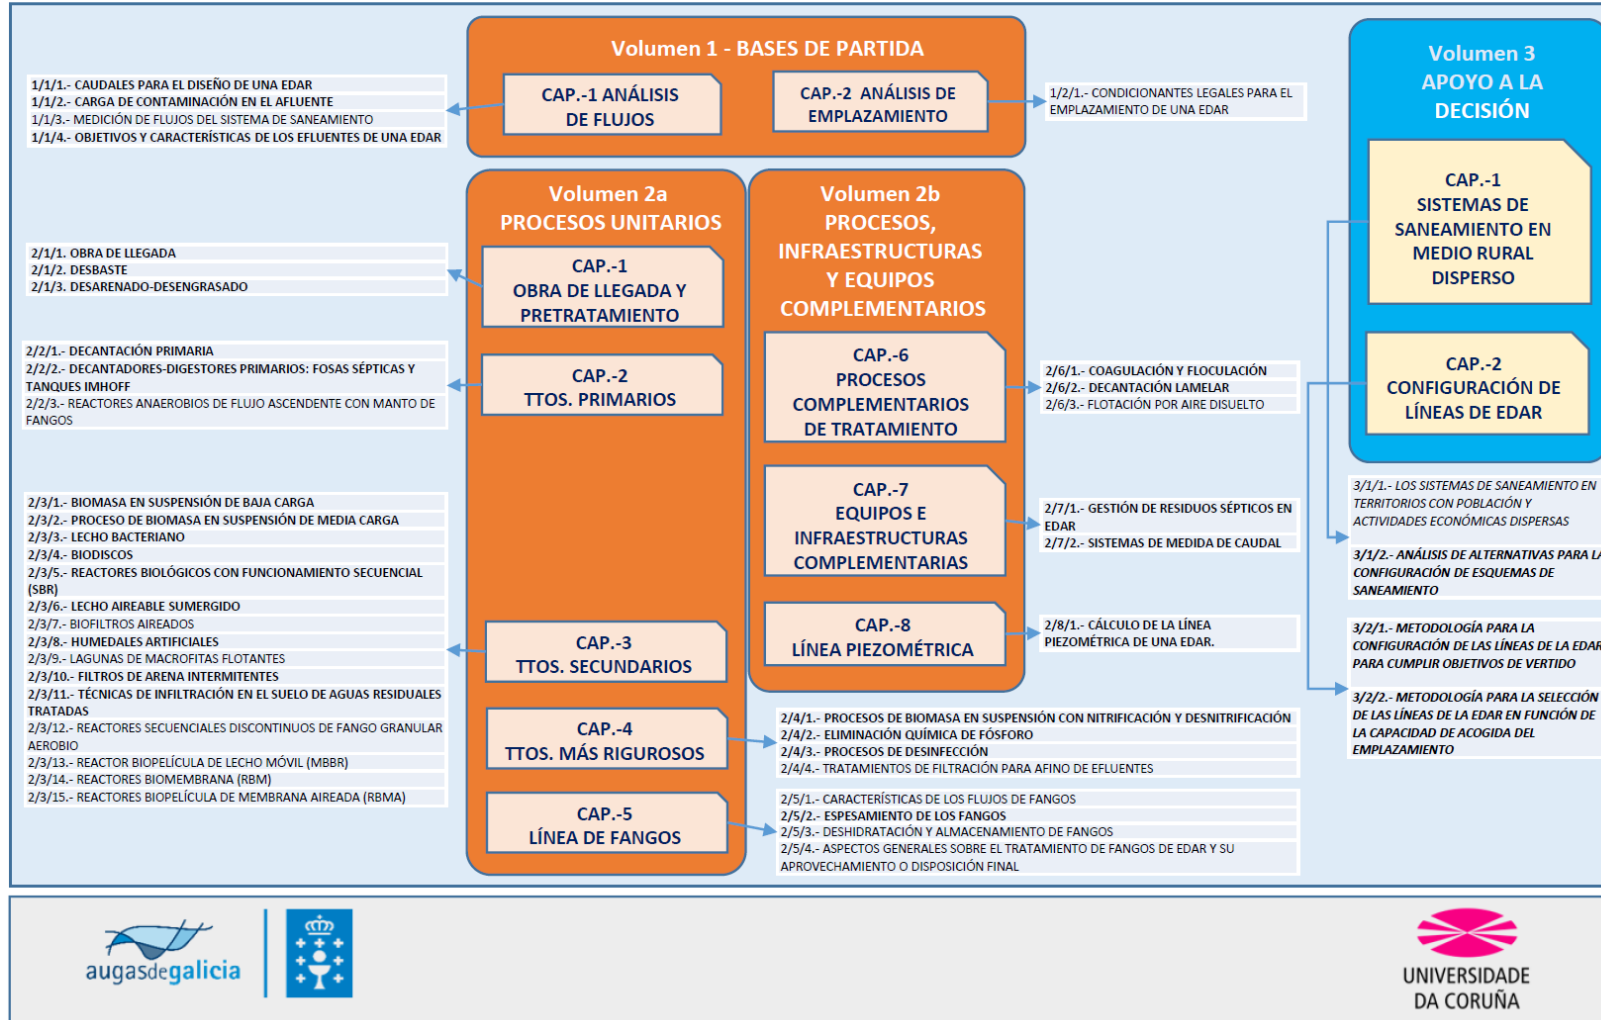 Volumen 1 - BASES DE PARTIDA
CAP.-1 ANÁLISIS
DE FLUJOS
CAP.-2 ANÁLISIS DE
EMPLAZAMIENTO
1/1/1.- CAUDALES PARA EL DISEÑO DE UNA EDAR
1/1/2.- CARGA DE CONTAMINACIÓN EN EL AFLUENTE
1/1/3.- MEDICIÓN DE FLUJOS DEL SISTEMA DE SANEAMIENTO
1/1/4.- OBJETIVOS Y CARACTERÍSTICAS DE LOS EFLUENTES DE UNA EDAR
1/2/1.- CONDICIONANTES LEGALES PARA EL
EMPLAZAMIENTO DE UNA EDAR
Volumen 2a
PROCESOS UNITARIOS
CAP.-1
OBRA DE LLEGADA Y
PRETRATAMIENTO
2/1/1. OBRA DE LLEGADA
2/1/2. DESBASTE
2/1/3. DESARENADO-DESENGRASADO
CAP.-2
TTOS. PRIMARIOS
2/2/1.- DECANTACIÓN PRIMARIA
2/2/2.- DECANTADORES-DIGESTORES PRIMARIOS: FOSAS SÉPTICAS Y
TANQUES IMHOFF
2/2/3.- REACTORES ANAEROBIOS DE FLUJO ASCENDENTE CON MANTO DE
FANGOS
CAP.-3
TTOS. SECUNDARIOS
2/3/1.- BIOMASA EN SUSPENSIÓN DE BAJA CARGA
2/3/2.- PROCESO DE BIOMASA EN SUSPENSIÓN DE MEDIA CARGA
2/3/3.- LECHO BACTERIANO
2/3/4.- BIODISCOS
2/3/5.- REACTORES BIOLÓGICOS CON FUNCIONAMIENTO SECUENCIAL
(SBR)
2/3/6.- LECHO AIREABLE SUMERGIDO
2/3/7.- BIOFILTROS AIREADOS
2/3/8.- HUMEDALES ARTIFICIALES
2/3/9.- LAGUNAS DE MACROFITAS FLOTANTES
2/3/10.- FILTROS DE ARENA INTERMITENTES
2/3/11.- TÉCNICAS DE INFILTRACIÓN EN EL SUELO DE AGUAS RESIDUALES
TRATADAS
2/3/12.- REACTORES SECUENCIALES DISCONTINUOS DE FANGO GRANULAR
AEROBIO
2/3/13.- REACTOR BIOPELÍCULA DE LECHO MÓVIL (MBBR)
2/3/14.- REACTORES BIOMEMBRANA (RBM)
2/3/15.- REACTORES BIOPELÍCULA DE MEMBRANA AIREADA (RBMA)
CAP.-4
TTOS. MÁS RIGUROSOS
2/4/1.- PROCESOS DE BIOMASA EN SUSPENSIÓN CON NITRIFICACIÓN Y DESNITRIFICACIÓN
2/4/2.- ELIMINACIÓN QUÍMICA DE FÓSFORO
2/4/3.- PROCESOS DE DESINFECCIÓN
2/4/4.- TRATAMIENTOS DE FILTRACIÓN PARA AFINO DE EFLUENTES
CAP.-5
LÍNEA DE FANGOS
2/5/1.- CARACTERÍSTICAS DE LOS FLUJOS DE FANGOS
2/5/2.- ESPESAMIENTO DE LOS FANGOS
2/5/3.- DESHIDRATACIÓN Y ALMACENAMIENTO DE FANGOS
2/5/4.- ASPECTOS GENERALES SOBRE EL TRATAMIENTO DE FANGOS DE EDAR Y SU
APROVECHAMIENTO O DISPOSICIÓN FINAL
Volumen 2b
PROCESOS,
INFRAESTRUCTURAS
Y EQUIPOS
COMPLEMENTARIOS
CAP.-6
PROCESOS
COMPLEMENTARIOS
DE TRATAMIENTO
2/6/1.- COAGULACIÓN Y FLOCULACIÓN
2/6/2.- DECANTACIÓN LAMELAR
2/6/3.- FLOTACIÓN POR AIRE DISUELTO
CAP.-7
EQUIPOS E
INFRAESTRUCTURAS
COMPLEMENTARIAS
2/7/1.- GESTIÓN DE RESIDUOS SÉPTICOS EN
EDAR
2/7/2.- SISTEMAS DE MEDIDA DE CAUDAL
CAP.-8
LÍNEA PIEZOMÉTRICA
2/8/1.- CÁLCULO DE LA LÍNEA
PIEZOMÉTRICA DE UNA EDAR.
Volumen 3
APOYO A LA
DECISIÓN
CAP.-1
SISTEMAS DE
SANEAMIENTO EN
MEDIO RURAL
DISPERSO
CAP.-2
CONFIGURACIÓN DE
LÍNEAS DE EDAR
3/1/1.- LOS SISTEMAS DE SANEAMIENTO EN
TERRITORIOS CON POBLACIÓN Y
ACTIVIDADES ECONÓMICAS DISPERSAS
3/1/2.- ANÁLISIS DE ALTERNATIVAS PARA LA
CONFIGURACIÓN DE ESQUEMAS DE
SANEAMIENTO
3/2/1.- METODOLOGÍA PARA LA
CONFIGURACIÓN DE LAS LÍNEAS DE LA EDAR
PARA CUMPLIR OBJETIVOS DE VERTIDO
3/2/2.- METODOLOGÍA PARA LA SELECCIÓN
DE LAS LÍNEAS DE LA EDAR EN FUNCIÓN DE
LA CAPACIDAD DE ACOGIDA DEL
EMPLAZAMIENTO
augasdegalicia
UNIVERSIDADE
DA CORUÑA